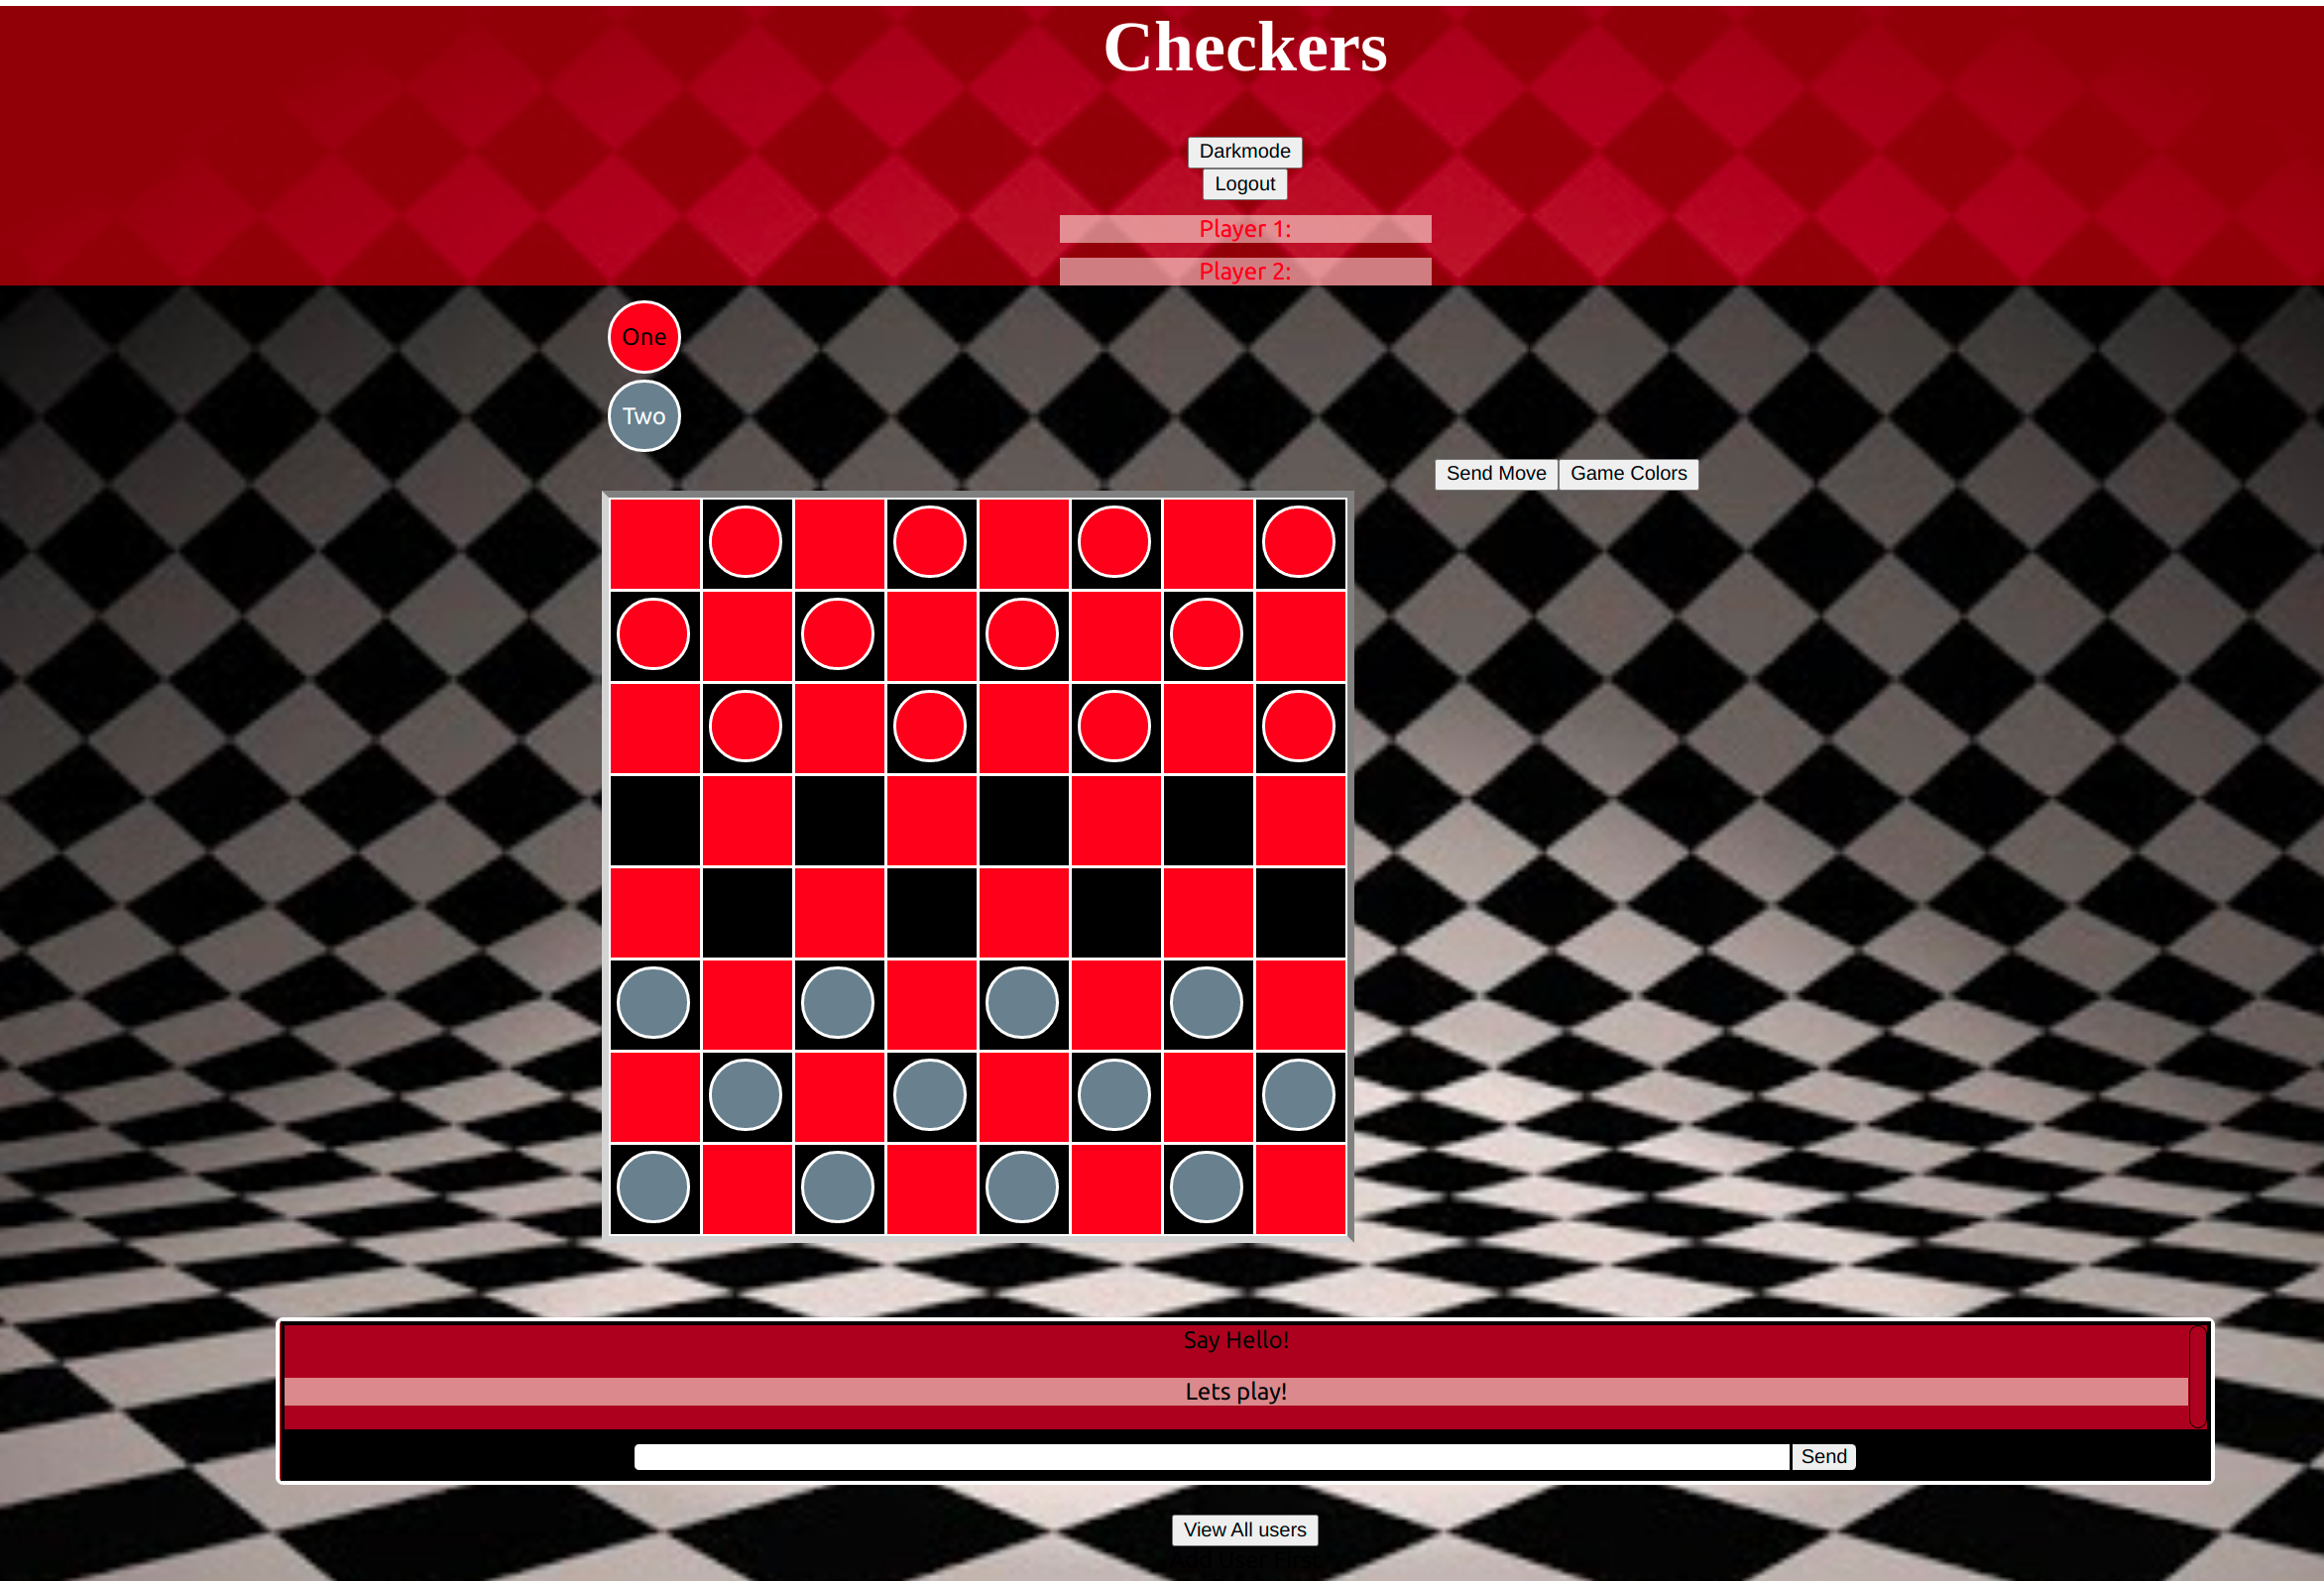 Checkers
Darkmode
Logout
Player 1:
Player 2:
One
Two
Send Move Game Colors
Say Hello!
Lets play!
Send
View All users